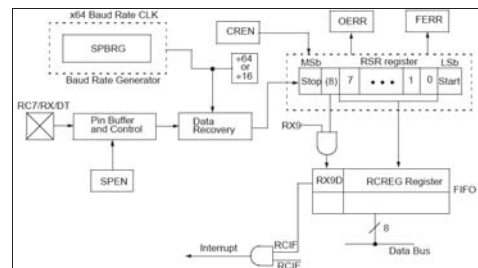 x64 Baud Rate CLK
SPBRG
Baud Rate Generator
÷64
or
÷16
CREN
OERR
FERR
MSb
RSR register
LSb
Stop (8) 7 ••• 1 0 Start
RC7/RX/DT
Pin Buffer
and Control
Data
Recovery
SPEN
RX9
RX9D
RCREG Register
FIFO
8
Data Bus
Interrupt
RCIF
RCIE